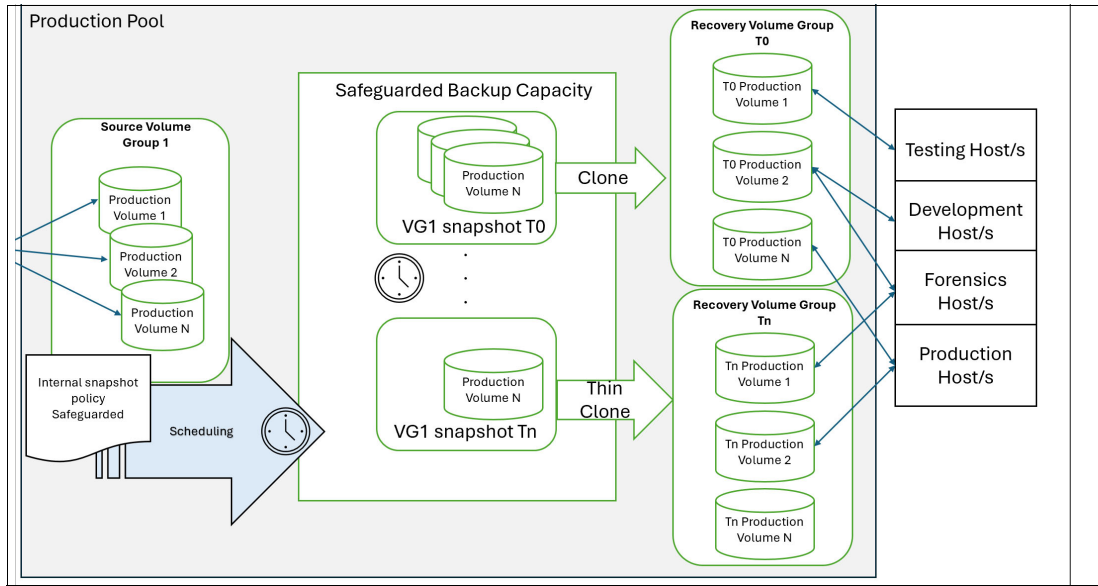 Production Pool
Source Volume
Group 1
Production
Volume 1
Production
Volume 2
Production
Volume N
Internal snapshot
policy
Safeguarded
Scheduling
Safeguarded Backup Capacity
Production
Volume N
VG1 snapshot T0
Production
Volume N
VG1 snapshot Tn
Clone
Thin
Clone
Recovery Volume Group
T0
T0 Production
Volume 1
T0 Production
Volume 2
T0 Production
Volume N
Recovery Volume Group
Tn
Tn Production
Volume 1
Tn Production
Volume 2
Tn Production
Volume N
Testing Host/s
Development
Host/s
Forensics
Host/s
Production
Host/s